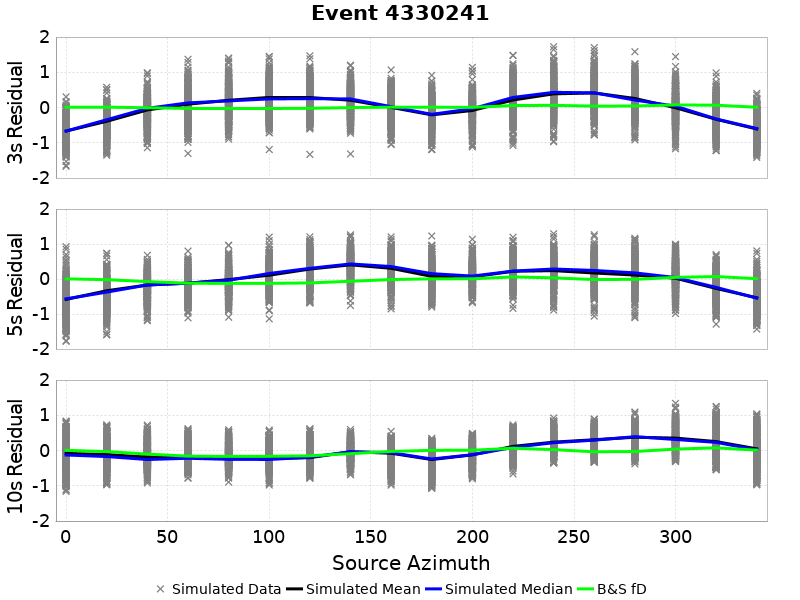 Event 4330241
3s Residual
2
1
0
-1
-2
5s Residual
2
1
0
-1
-2
10s Residual
2
1
0
-1
-2
0 50 100 150 200 250 300
Source Azimuth
Simulated Data Simulated Mean Simulated Median B&S fD